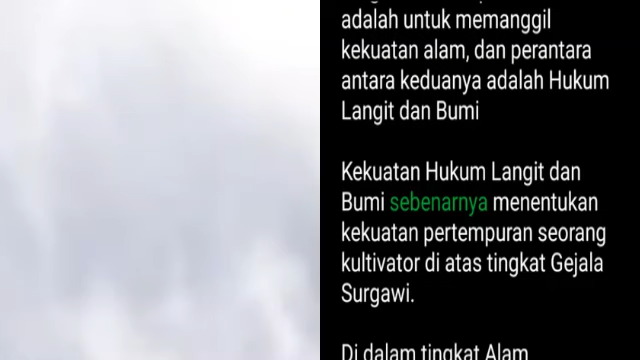 adalah untuk memanggil
kekuatan alam, dan perantara
antara keduanya adalah Hukum
Langit dan Bumi
Kekuatan Hukum Langit dan
Bumi sebenarnya menentukan
kekuatan pertempuran seorang
kultivator di atas tingkat Gejala
Surgawi.
Di dalam tingkat Alam